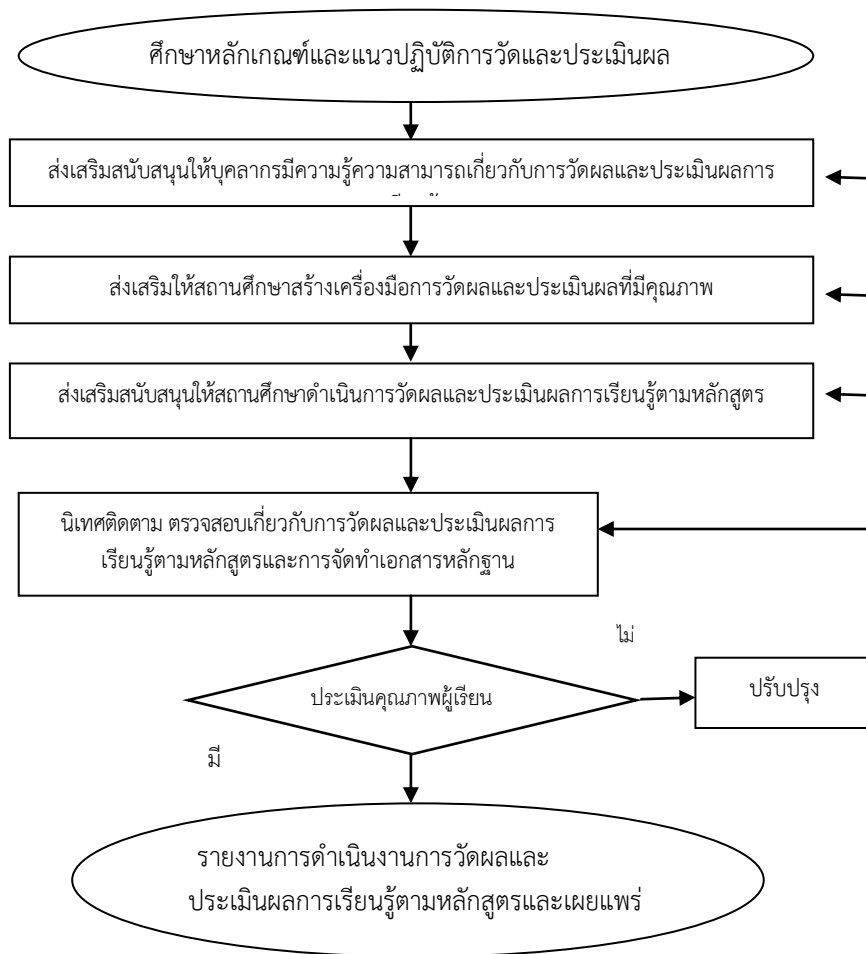 ศึกษาหลักเกณฑ์และแนวปฏิบัติการวัดและประเมินผล
ส่งเสริมสนับสนุนให้บุคลากรมีความรู้ความสามารถเกี่ยวกับการวัดผลและประเมินผลการ
ส่งเสริมให้สถานศึกษาสร้างเครื่องมือการวัดผลและประเมินผลที่มีคุณภาพ
ส่งเสริมสนับสนุนให้สถานศึกษาดำเนินการวัดผลและประเมินผลการเรียนรู้ตามหลักสูตร
นิเทศติดตาม ตรวจสอบเกี่ยวกับการวัดผลและประเมินผลการ
เรียนรู้ตามหลักสูตรและการจัดทำเอกสารหลักฐาน
ไม่
ประเมินคุณภาพผู้เรียน
ปรับปรุง
มี
รายงานการดำเนินงานการวัดผลและ
ประเมินผลการเรียนรู้ตามหลักสูตรและเผยแพร่